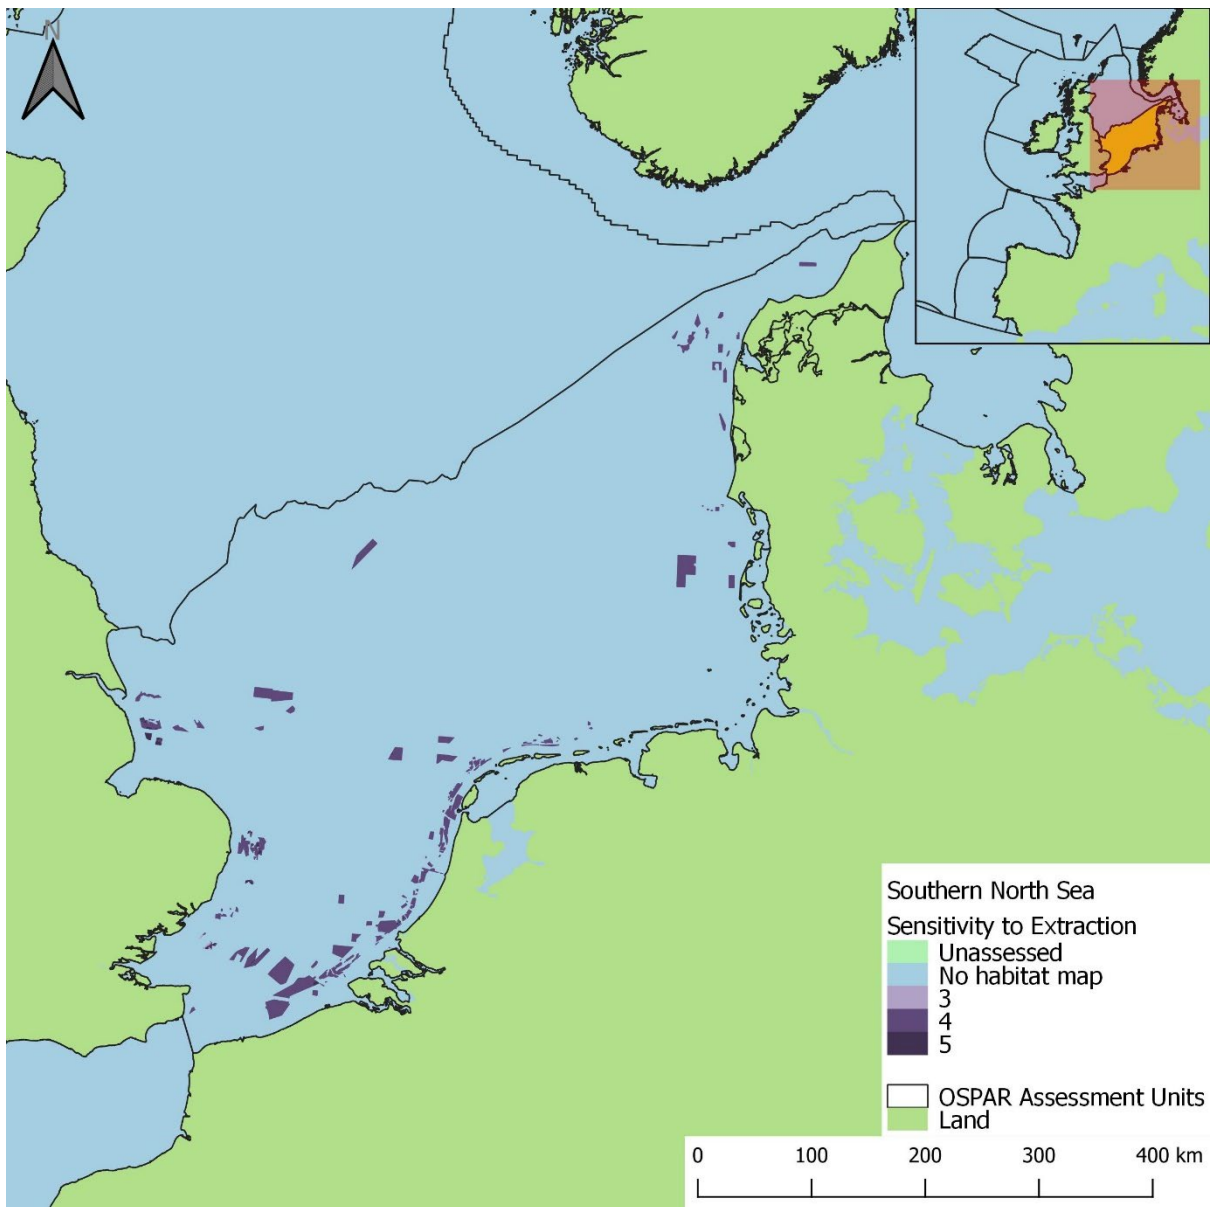 N
Southern North Sea
Sensitivity to Extraction
Unassessed
No habitat map
3
4
5
OSPAR Assessment Units
Land
0 100 200 300 400 km